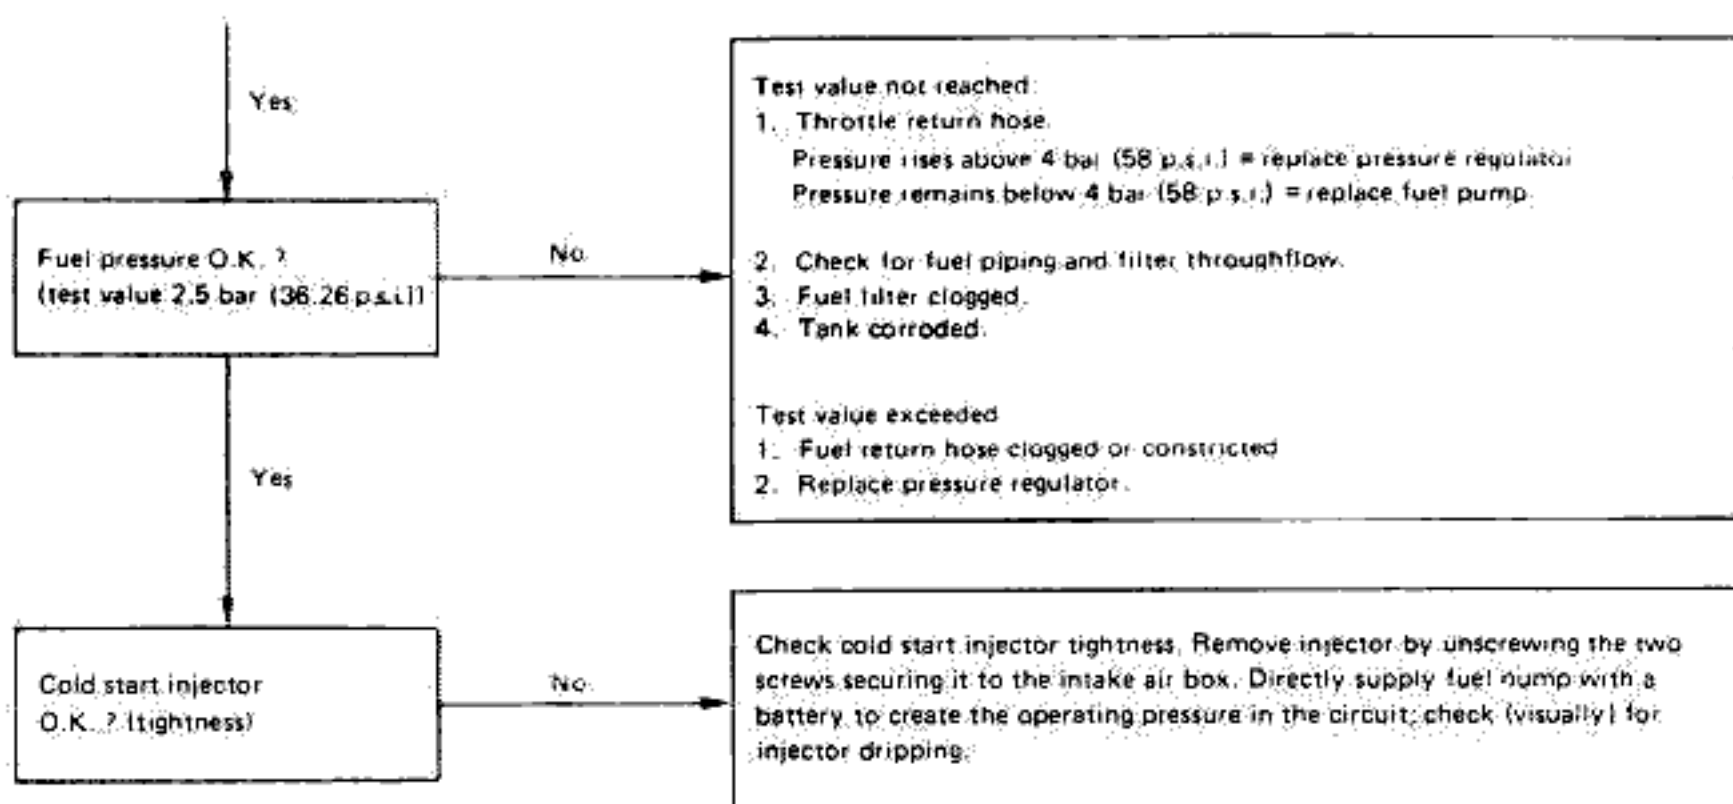 Yes
Fuel pressure O.K. ?
(test value 2.5 bar (36.26 p.s.i.))
No
Test value not reached:
1. Throttle return hose.
Pressure rises above 4 bar (58 p.s.i.) = replace pressure regulator
Pressure remains below 4 bar (58 p.s.i.) = replace fuel pump.
2. Check for fuel piping and filter throughflow.
3. Fuel filter clogged.
4. Tank corroded.
Test value exceeded
1. Fuel return hose clogged or constricted
2. Replace pressure regulator.
Yes
Cold start injector
O.K. ? (tightness)
No
Check cold start injector tightness. Remove injector by unscrewing the two
screws securing it to the intake air box. Directly supply fuel pump with a
battery to create the operating pressure in the circuit; check (visually) for
injector dripping.